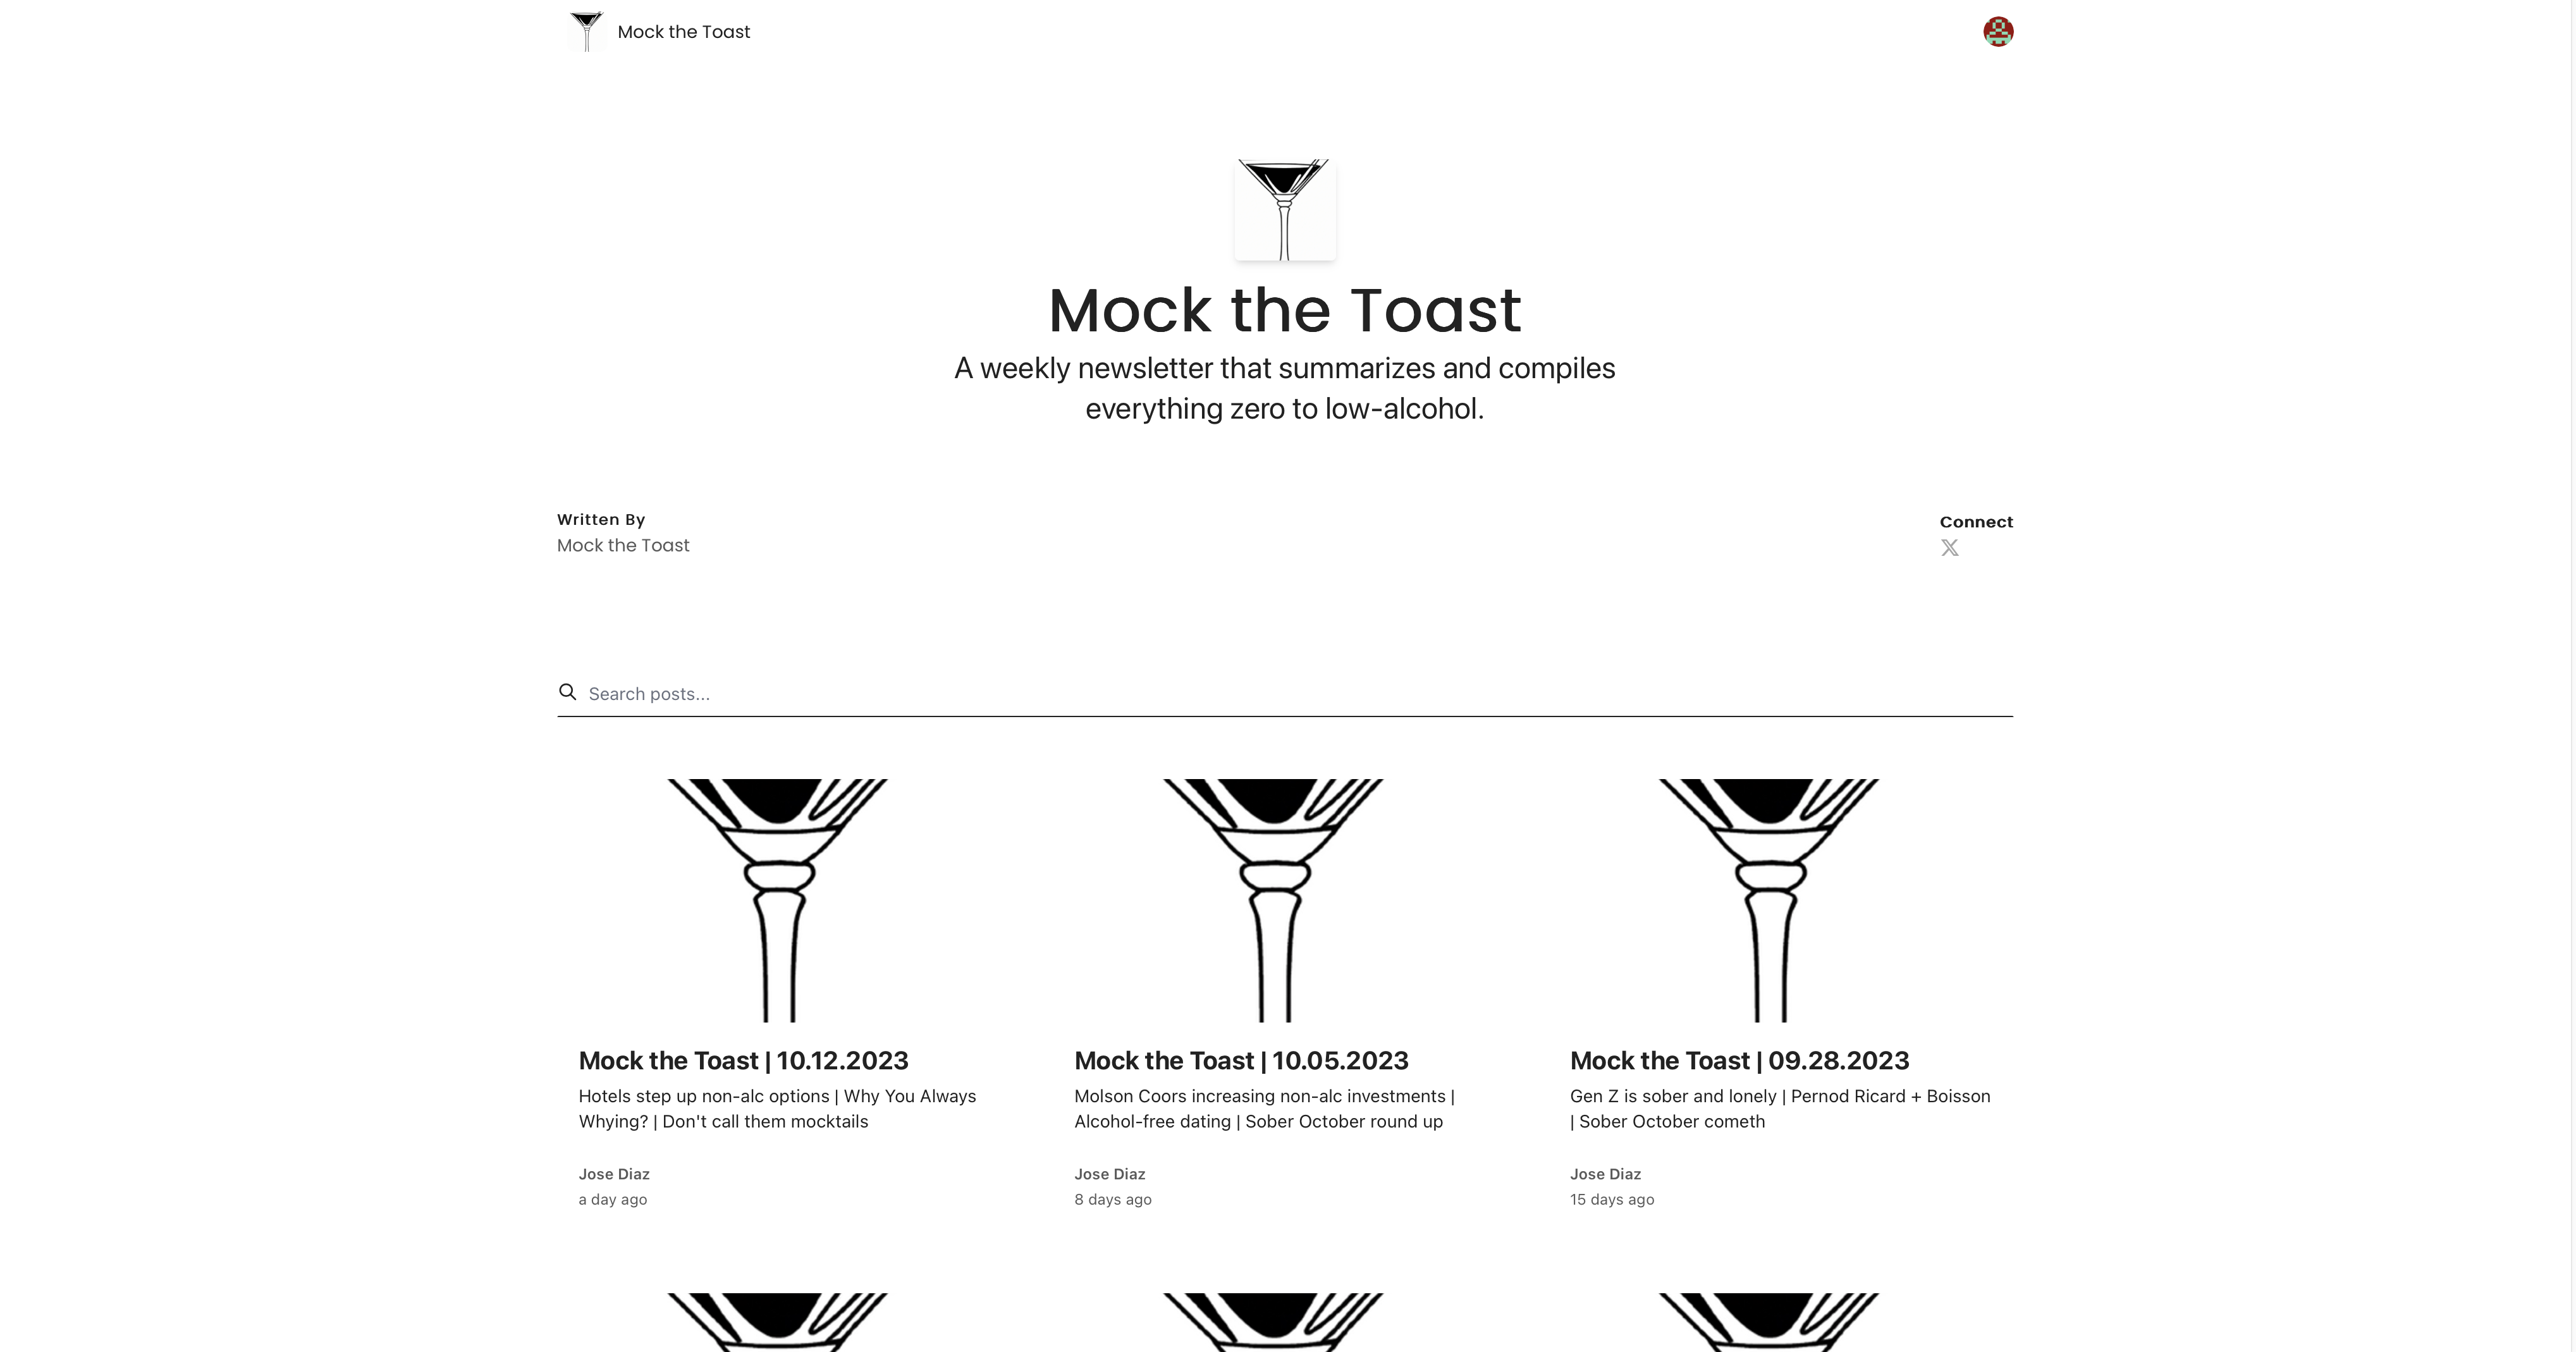 Mock the Toast
Mock the Toast
A weekly newsletter that summarizes and compiles
everything zero to low-alcohol.
Written By
Mock the Toast
Connect
Search posts...
Mock the Toast | 10.12.2023
Hotels step up non-alc options | Why You Always
Whying? | Don't call them mocktails
Jose Diaz
a day ago
Mock the Toast | 10.05.2023
Molson Coors increasing non-alc investments |
Alcohol-free dating | Sober October round up
Jose Diaz
8 days ago
Mock the Toast | 09.28.2023
Gen Z is sober and lonely | Pernod Ricard + Boisson
| Sober October cometh
Jose Diaz
15 days ago